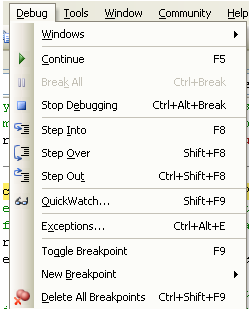 Debug Tools Window Community Help
Windows
Continue F5
Break All Ctrl+Break
Stop Debugging Ctrl+Alt+Break
Step Into F8
Step Over Shift+F8
Step Out Ctrl+Shift+F8
QuickWatch... Shift+F9
Exceptions... Ctrl+Alt+E
Toggle Breakpoint F9
New Breakpoint
Delete All Breakpoints Ctrl+Shift+F9